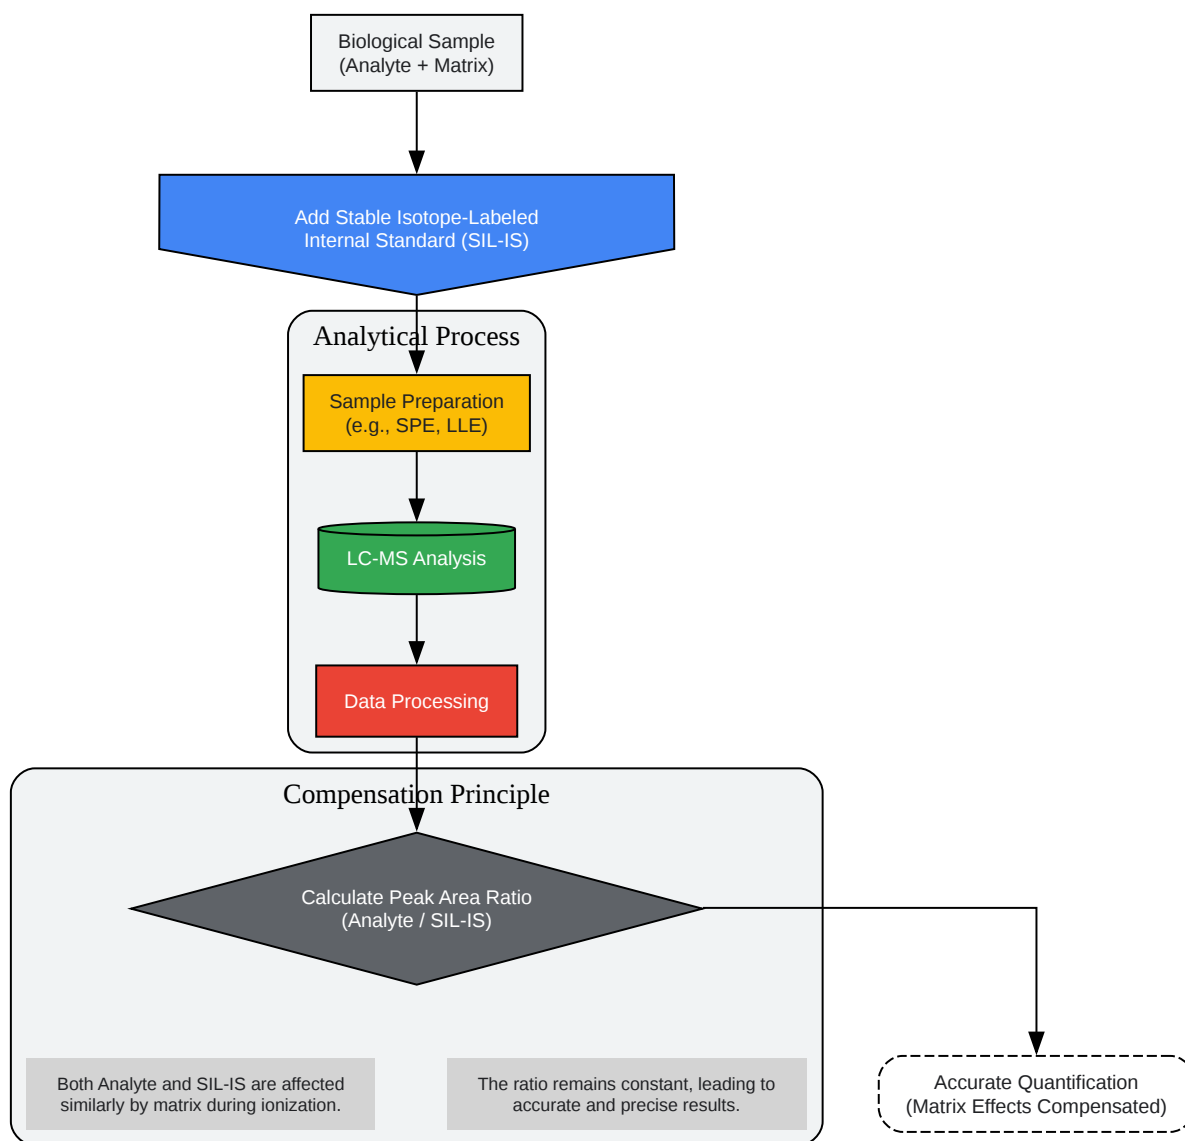 Biological Sample
(Analyte + Matrix)
Add Stable Isotope-Labeled
Internal Standard (SIL-IS)
Analytical Process
Sample Preparation
(e.g., SPE, LLE)
LC-MS Analysis
Data Processing
Compensation Principle
Calculate Peak Area Ratio
(Analyte / SIL-IS)
Both Analyte and SIL-IS are affected
similarly by matrix during ionization.
The ratio remains constant, leading to
accurate and precise results.
Accurate Quantification
(Matrix Effects Compensated)